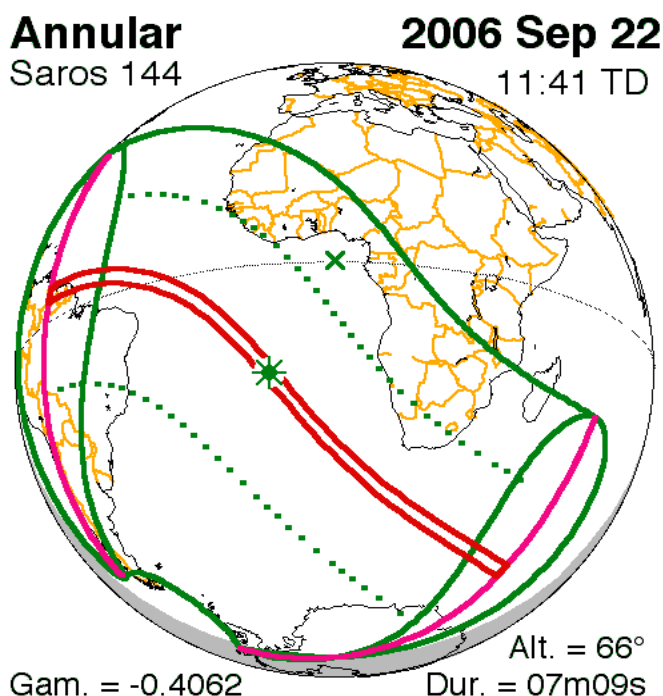 Annular
2006 Sep 22
Saros 144
11:41 TD
Alt. = 66°
Gam. = -0.4062
Dur. = 07m09s